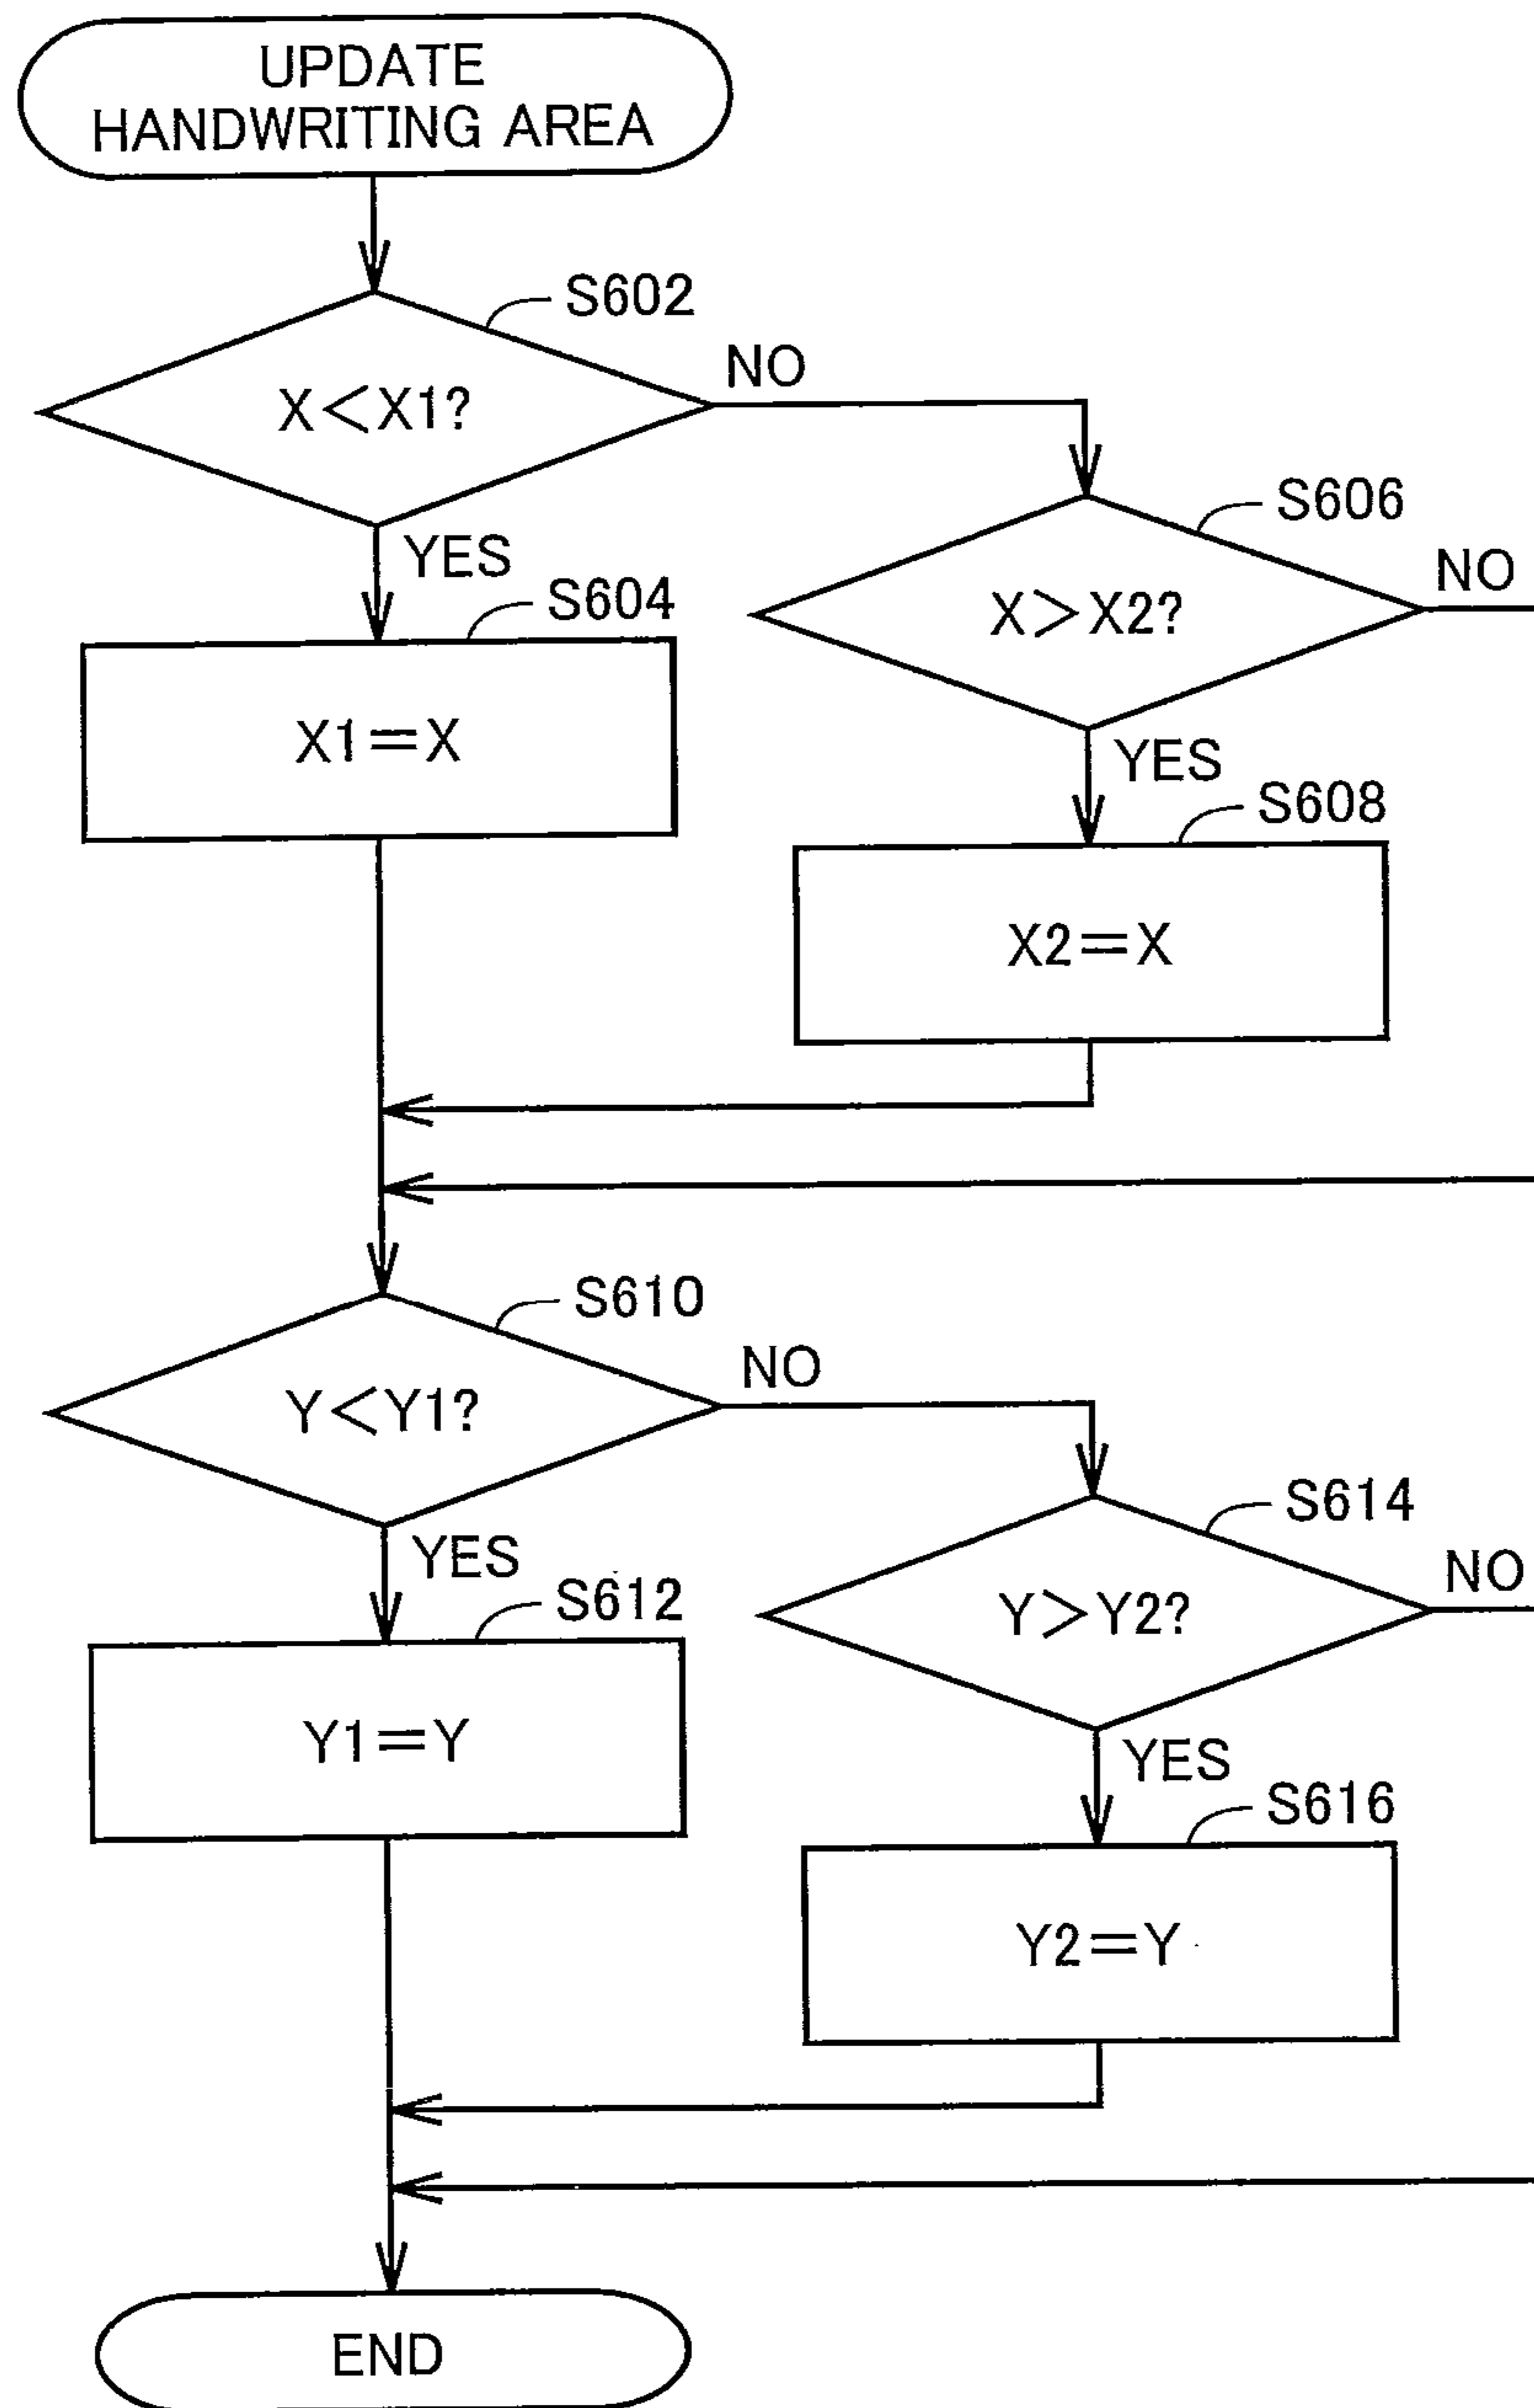 UPDATE
HANDWRITING AREA
S602
X<X1?
NO
YES
S606
X>X2?
NO
YES
S604
X1=X
S608
X2=X
S610
Y<Y1?
NO
YES
S614
Y>Y2?
NO
YES
S612
Y1=Y
S616
Y2=Y
END